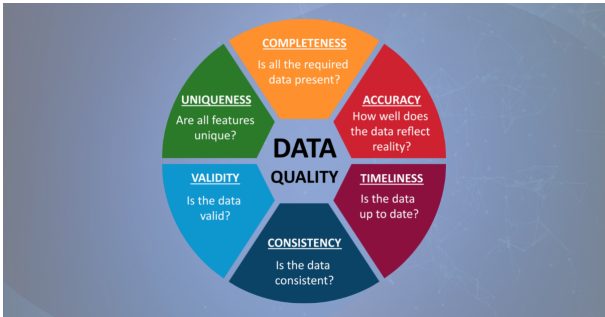 COMPLETENESS
Is all the required
data present?
ACCURACY
How well does
the data reflect
reality?
TIMELINESS
Is the data
up to date?
CONSISTENCY
Is the data
consistent?
VALIDITY
Is the data
valid?
UNIQUENESS
Are all features
unique?
DATA
QUALITY